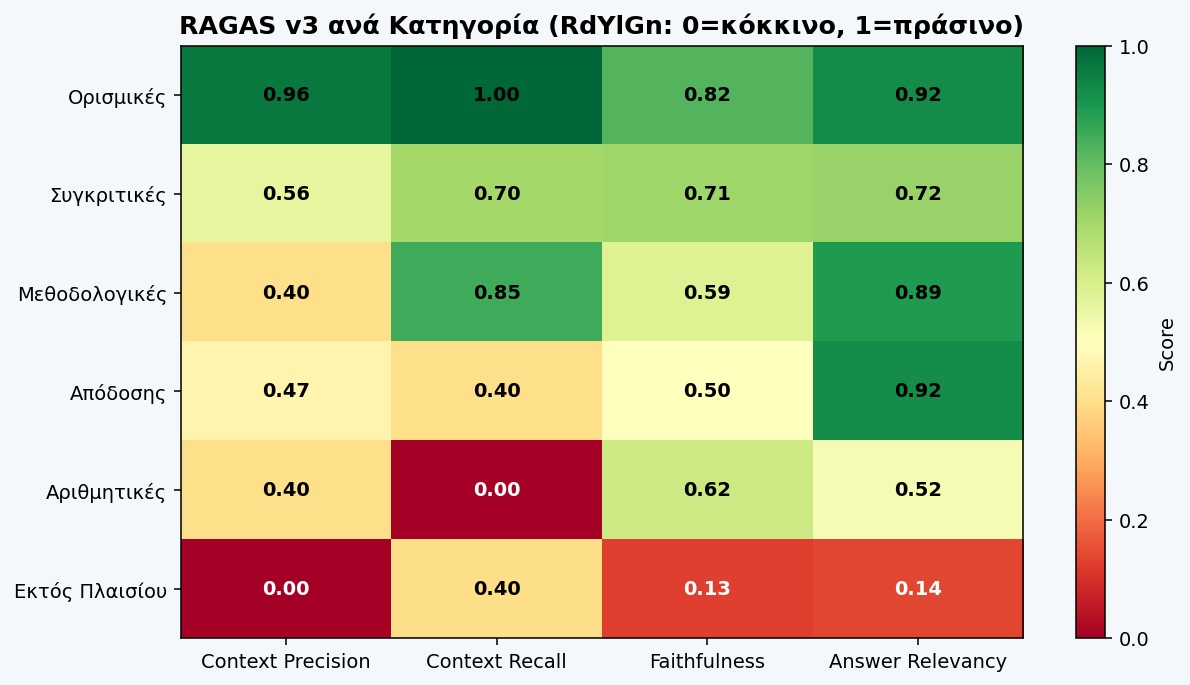 RAGAS v3 ανά Κατηγορία (RdYlGn: 0=κόκκινο, 1=πράσινο)
Ορισμικές 0.96 1.00 0.82 0.92
Συγκριτικές 0.56 0.70 0.71 0.72
Μεθοδολογικές 0.40 0.85 0.59 0.89
Απόδοσης 0.47 0.40 0.50 0.92
Αριθμητικές 0.40 0.00 0.62 0.52
Εκτός Πλαισίου 0.00 0.40 0.13 0.14
Context Precision Context Recall Faithfulness Answer Relevancy
1.0
0.8
0.6
0.4
0.2
0.0
Score